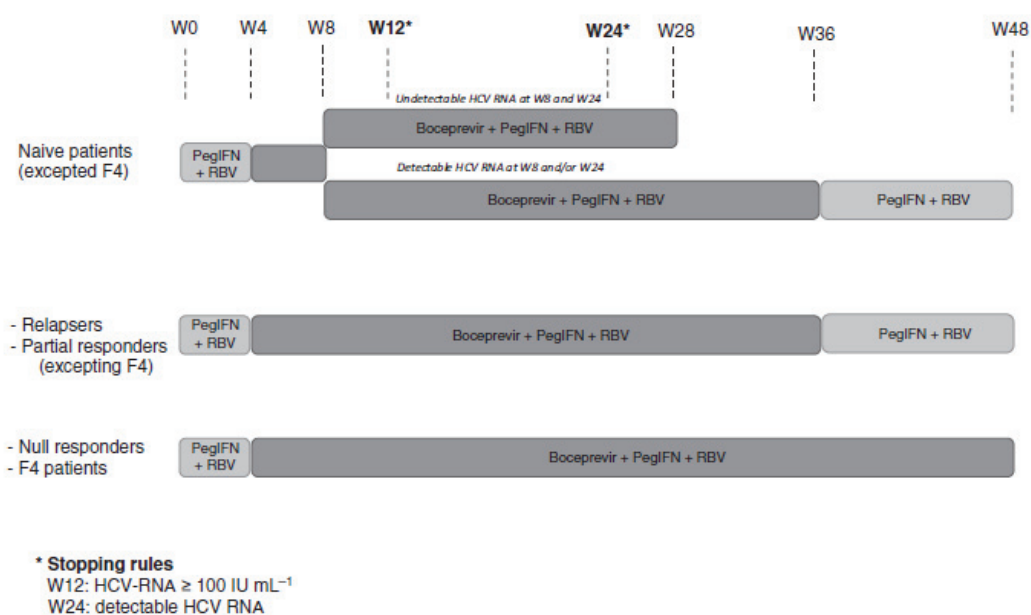 W0 W4 W8 W12* W24* W28 W36 W48
Undetectable HCV RNA at W8 and W24
Boceprevir + PegIFN + RBV
Naive patients
(excepted F4)
PegIFN
+ RBV
Detectable HCV RNA at W8 and/or W24
Boceprevir + PegIFN + RBV
PegIFN + RBV
- Relapsers
- Partial responders
(excepting F4)
PegIFN
+ RBV
Boceprevir + PegIFN + RBV
PegIFN + RBV
- Null responders
- F4 patients
PegIFN
+ RBV
Boceprevir + PegIFN + RBV
* Stopping rules
W12: HCV-RNA ≥ 100 IU mL⁻¹
W24: detectable HCV RNA